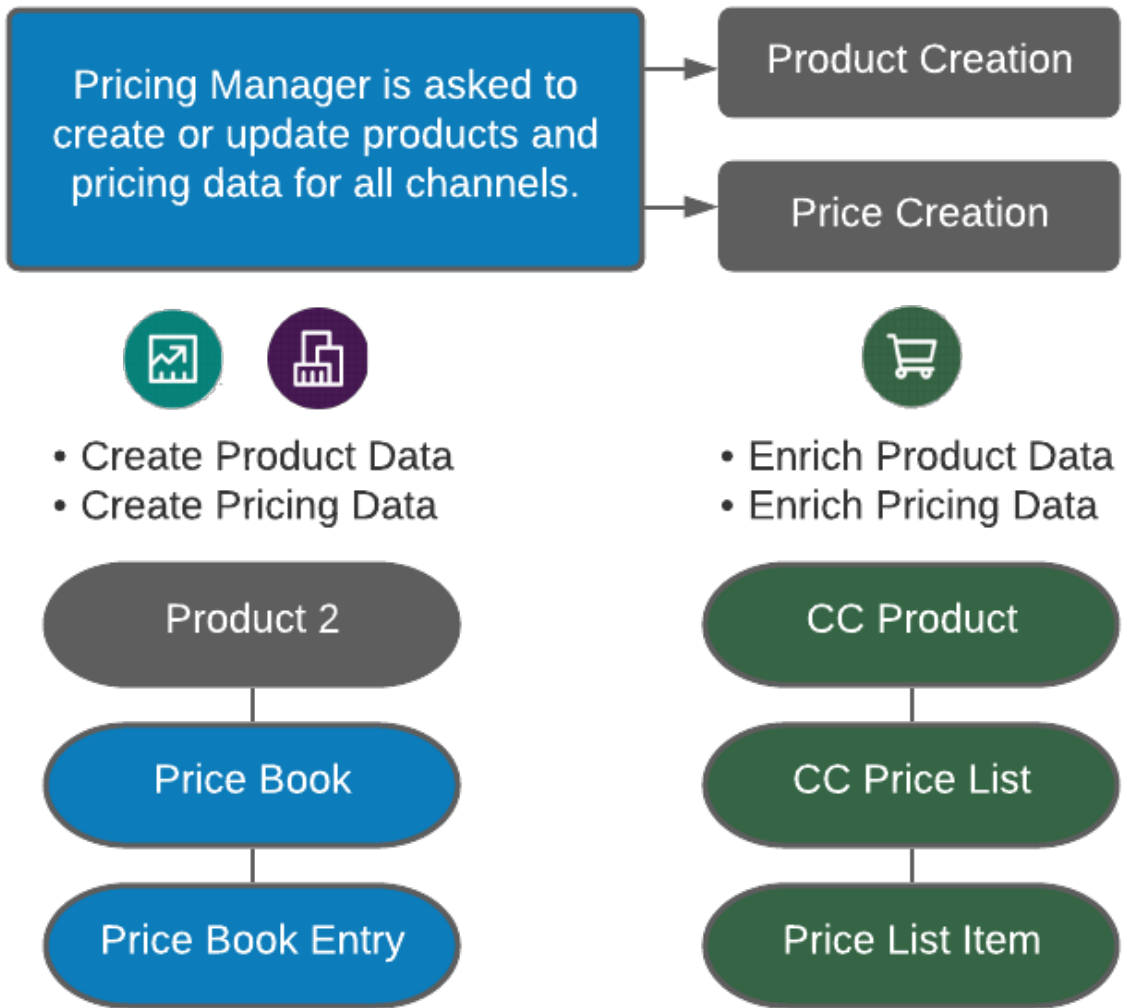 Pricing Manager is asked to
create or update products and
pricing data for all channels.
Product Creation
Price Creation
• Create Product Data
• Create Pricing Data
• Enrich Product Data
• Enrich Pricing Data
Product 2
Price Book
Price Book Entry
CC Product
CC Price List
Price List Item